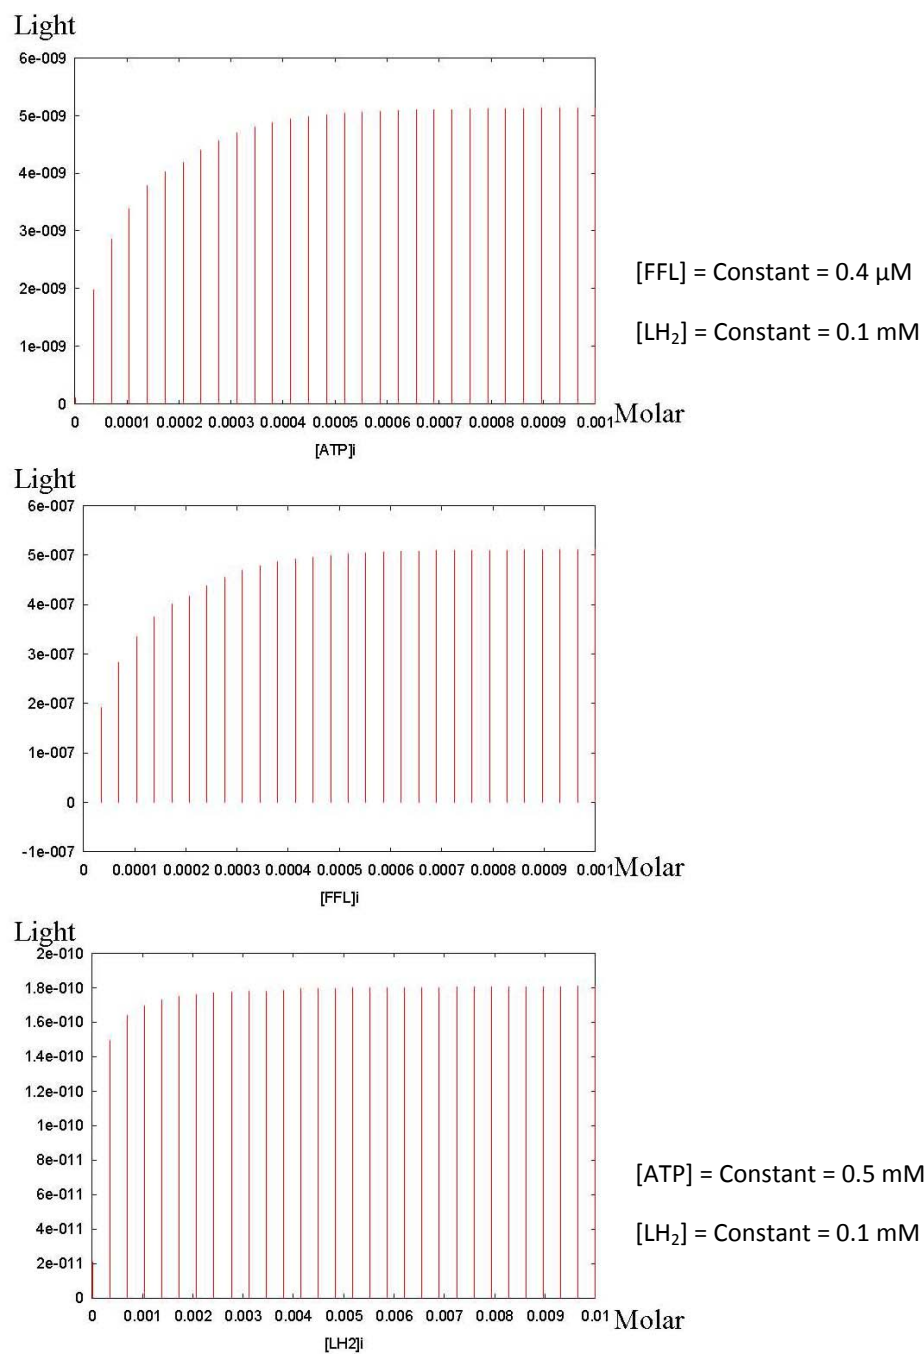 Light
6e-009
5e-009
4e-009
3e-009
2e-009
1e-009
0
0 0.0001 0.0002 0.0003 0.0004 0.0005 0.0006 0.0007 0.0008 0.0009 0.001 Molar
[ATP]i
[FFL] = Constant = 0.4 µM
[LH₂] = Constant = 0.1 mM
Light
6e-007
5e-007
4e-007
3e-007
2e-007
1e-007
0
-1e-007
0 0.0001 0.0002 0.0003 0.0004 0.0005 0.0006 0.0007 0.0008 0.0009 0.001 Molar
[FFL]i
Light
2e-010
1.8e-010
1.6e-010
1.4e-010
1.2e-010
1e-010
8e-011
6e-011
4e-011
2e-011
0
0 0.001 0.002 0.003 0.004 0.005 0.006 0.007 0.008 0.009 0.01 Molar
[LH2]i
[ATP] = Constant = 0.5 mM
[LH₂] = Constant = 0.1 mM